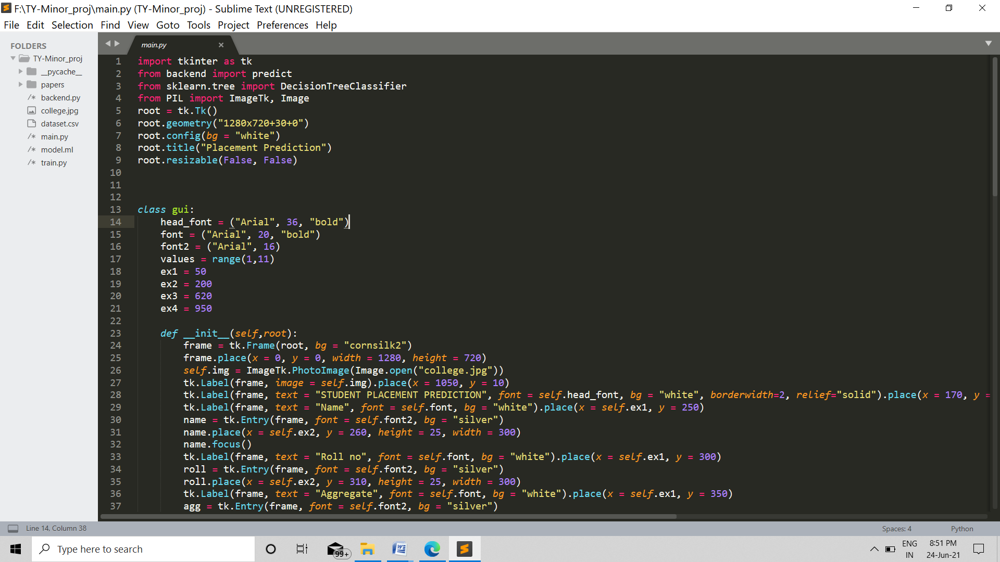 F:\TY-Minor_proj\main.py (TY-Minor_proj) - Sublime Text (UNREGISTERED)
File Edit Selection Find View Goto Tools Project Preferences Help
FOLDERS
TY-Minor_proj
__pycache__
papers
/* backend.py
college.jpg
dataset.csv
/* main.py
/* model.ml
/* train.py
main.py
1 import tkinter as tk
2 from backend import predict
3 from sklearn.tree import DecisionTreeClassifier
4 from PIL import ImageTk, Image
5 root = tk.Tk()
6 root.geometry("1280x720+30+0")
7 root.config(bg = "white")
8 root.title("Placement Prediction")
9 root.resizable(False, False)
10
11
12
13 class gui:
14     head_font = ("Arial", 36, "bold")
15     font = ("Arial", 20, "bold")
16     font2 = ("Arial", 16)
17     values = range(1,11)
18     ex1 = 50
19     ex2 = 200
20     ex3 = 620
21     ex4 = 950
22
23     def __init__(self,root):
24         frame = tk.Frame(root, bg = "cornsilk2")
25         frame.place(x = 0, y = 0, width = 1280, height = 720)
26         self.img = ImageTk.PhotoImage(Image.open("college.jpg"))
27         tk.Label(frame, image = self.img).place(x = 1050, y = 10)
28         tk.Label(frame, text = "STUDENT PLACEMENT PREDICTION", font = self.head_font, bg = "white", borderwidth=2, relief="solid").place(x = 170, y =
29         tk.Label(frame, text = "Name", font = self.font, bg = "white").place(x = self.ex1, y = 250)
30         name = tk.Entry(frame, font = self.font2, bg = "silver")
31         name.place(x = self.ex2, y = 260, height = 25, width = 300)
32         name.focus()
33         tk.Label(frame, text = "Roll no", font = self.font, bg = "white").place(x = self.ex1, y = 300)
34         roll = tk.Entry(frame, font = self.font2, bg = "silver")
35         roll.place(x = self.ex2, y = 310, height = 25, width = 300)
36         tk.Label(frame, text = "Aggregate", font = self.font, bg = "white").place(x = self.ex1, y = 350)
37         agg = tk.Entry(frame, font = self.font2, bg = "silver")
Line 14, Column 38
Spaces: 4
Python
Type here to search
99+
ENG
IN
8:51 PM
24-Jun-21